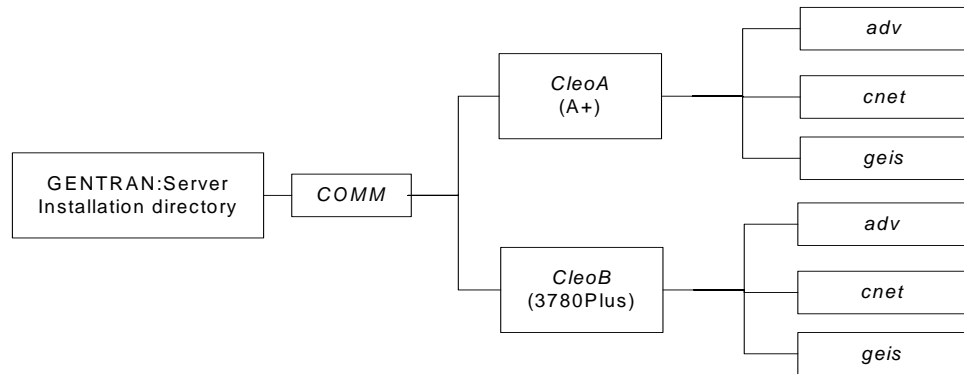 GENTRAN:Server
Installation directory
COMM
CleoA
(A+)
adv
cnet
geis
CleoB
(3780Plus)
adv
cnet
geis